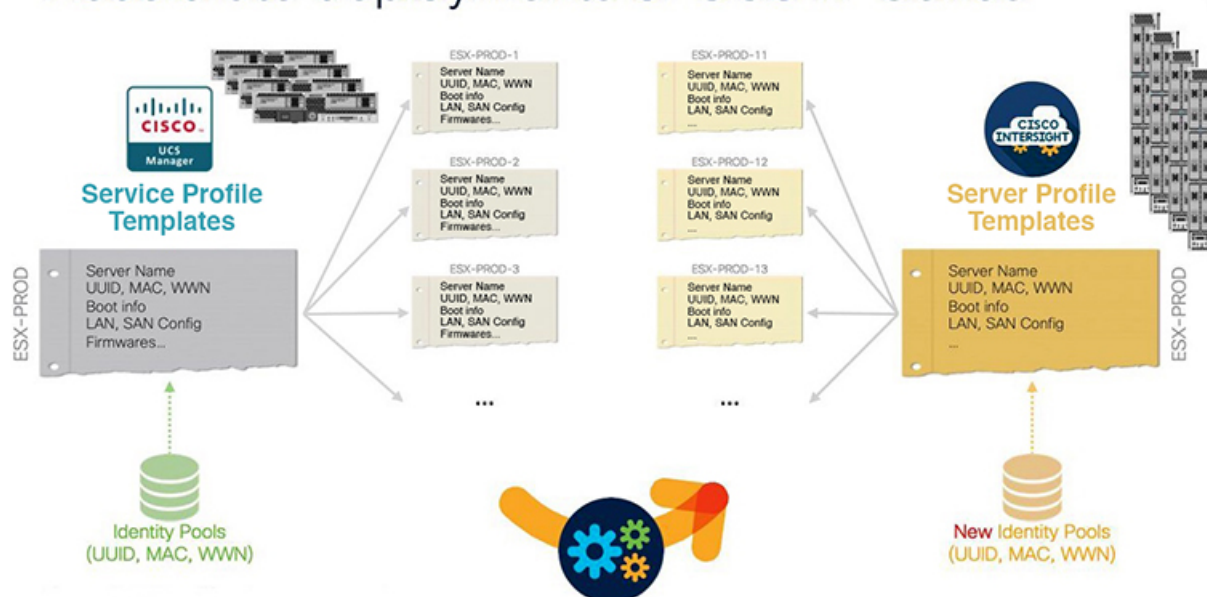 CISCO
UCS
Manager
Service Profile
Templates
ESX-PROD
Server Name
UUID, MAC, WWN
Boot info
LAN, SAN Config
Firmwares...
Identity Pools
(UUID, MAC, WWN)
ESX-PROD-1
Server Name
UUID, MAC, WWN
Boot info
LAN, SAN Config
Firmwares...
ESX-PROD-2
Server Name
UUID, MAC, WWN
Boot info
LAN, SAN Config
Firmwares...
ESX-PROD-3
Server Name
UUID, MAC, WWN
Boot info
LAN, SAN Config
Firmwares...
...
ESX-PROD-11
Server Name
UUID, MAC, WWN
Boot info
LAN, SAN Config
...
ESX-PROD-12
Server Name
UUID, MAC, WWN
Boot info
LAN, SAN Config
...
ESX-PROD-13
Server Name
UUID, MAC, WWN
Boot info
LAN, SAN Config
...
...
CISCO
INTERSIGHT
Server Profile
Templates
Server Name
UUID, MAC, WWN
Boot info
LAN, SAN Config
...
ESX-PROD
New Identity Pools
(UUID, MAC, WWN)